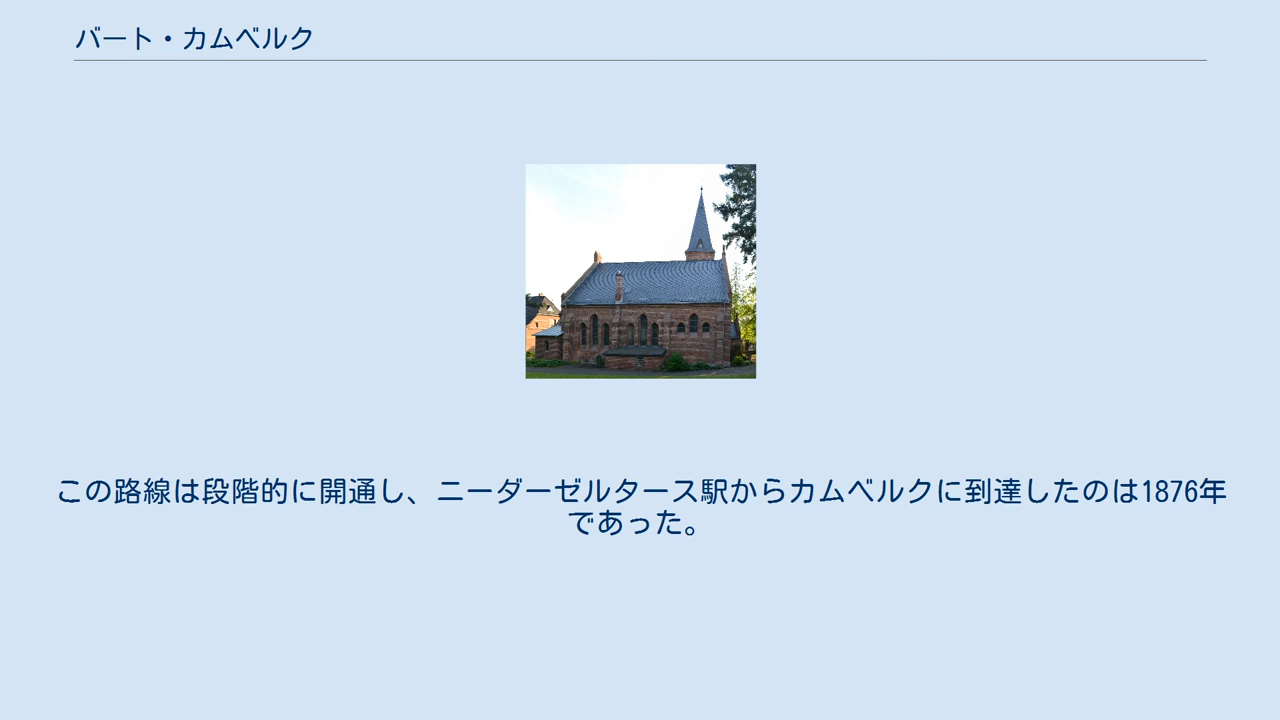 バート・カムベルク
この路線は段階的に開通し、ニーダーゼルタース駅からカムベルクに到達したのは1876年
であった。